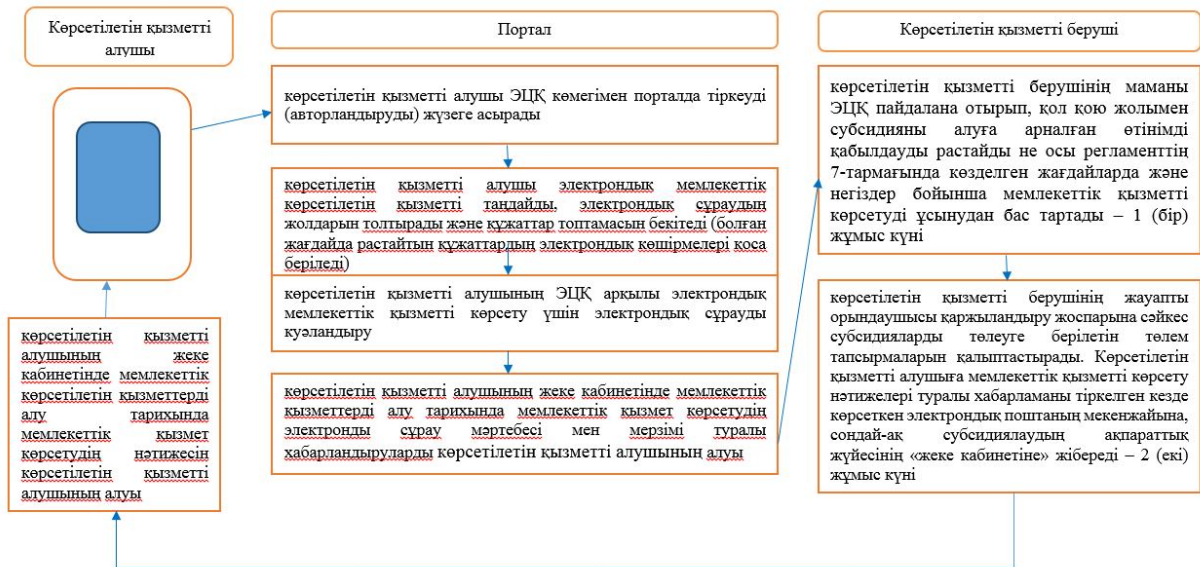 Көрсетілетін қызметті
алушы
Портал
Көрсетілетін қызметті беруші
көрсетілетін қызметті алушы ЭЦҚ көмегімен порталда тіркеуді
(авторландыруды) жүзеге асырады
көрсетілетін қызметті алушы электрондық мемлекеттік
көрсетілетін қызметті таңдайды, электрондық сұраудың
жолдарын толтырады және құжаттар топтамасын бекітеді (болған
жағдайда растайтын құжаттардың электрондық көшірмелері қоса
беріледі)
көрсетілетін қызметті алушының ЭЦҚ арқылы электрондық
мемлекеттік қызметті көрсету үшін электрондық сұрауды
куәландыру
көрсетілетін қызметті алушының жеке кабинетінде мемлекеттік
қызметтерді алу тарихында мемлекеттік қызмет көрсетудің
электронды сұрау мәртебесі мен мерзімі туралы
хабарландыруларды көрсетілетін қызметті алушының алуы
көрсетілетін қызметті берушінің маманы
ЭЦҚ пайдалана отырып, қол қою жолымен
субсидияны алуға арналған өтінімді
қабылдауды растайды не осы регламенттің
7-тармағында көзделген жағдайларда және
негіздер бойынша мемлекеттік қызметті
көрсетуді ұсынудан бас тартады – 1 (бір)
жұмыс күні
көрсетілетін қызметті берушінің жауапты
орындаушысы қаржыландыру жоспарына сәйкес
субсидияларды төлеуге берілетін төлем
тапсырмаларын қалыптастырады. Көрсетілетін
қызметті алушыға мемлекеттік қызметті көрсету
нәтижелері туралы хабарламаны тіркелген кезде
көрсеткен электрондық поштаның мекенжайына,
сондай-ақ субсидиялаудың ақпараттық
жүйесінің «жеке кабинетіне» жібереді – 2 (екі)
жұмыс күні
көрсетілетін қызметті
алушының жеке
кабинетінде мемлекеттік
көрсетілетін қызметтерді
алу тарихында
мемлекеттік қызмет
көрсетудің нәтижесін
көрсетілетін қызметті
алушының алуы